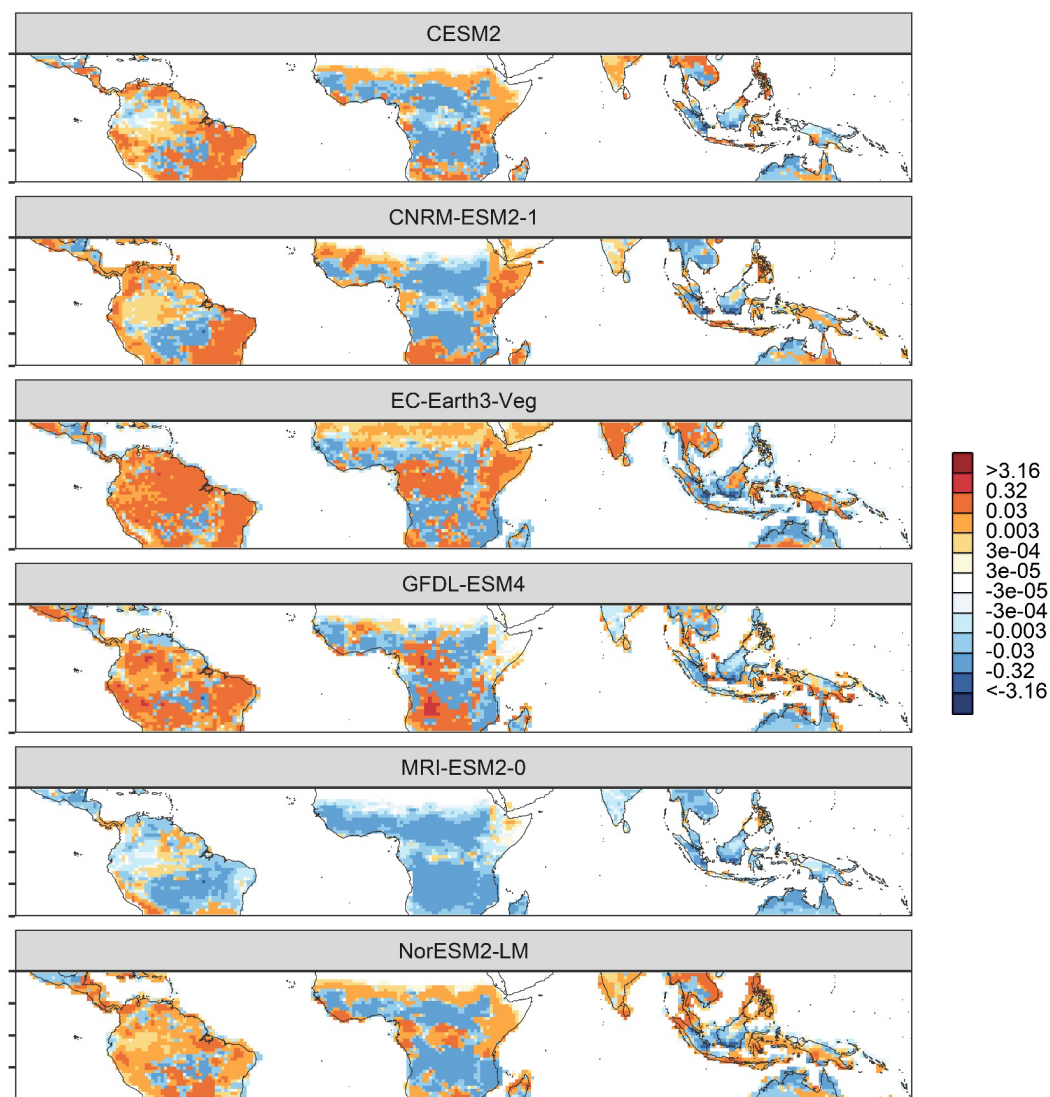 CESM2
CNRM-ESM2-1
EC-Earth3-Veg
>3.16
0.32
0.03
0.003
3e-04
3e-05
-3e-05
-3e-04
-0.003
-0.03
-0.32
<-3.16
GFDL-ESM4
MRI-ESM2-0
NorESM2-LM